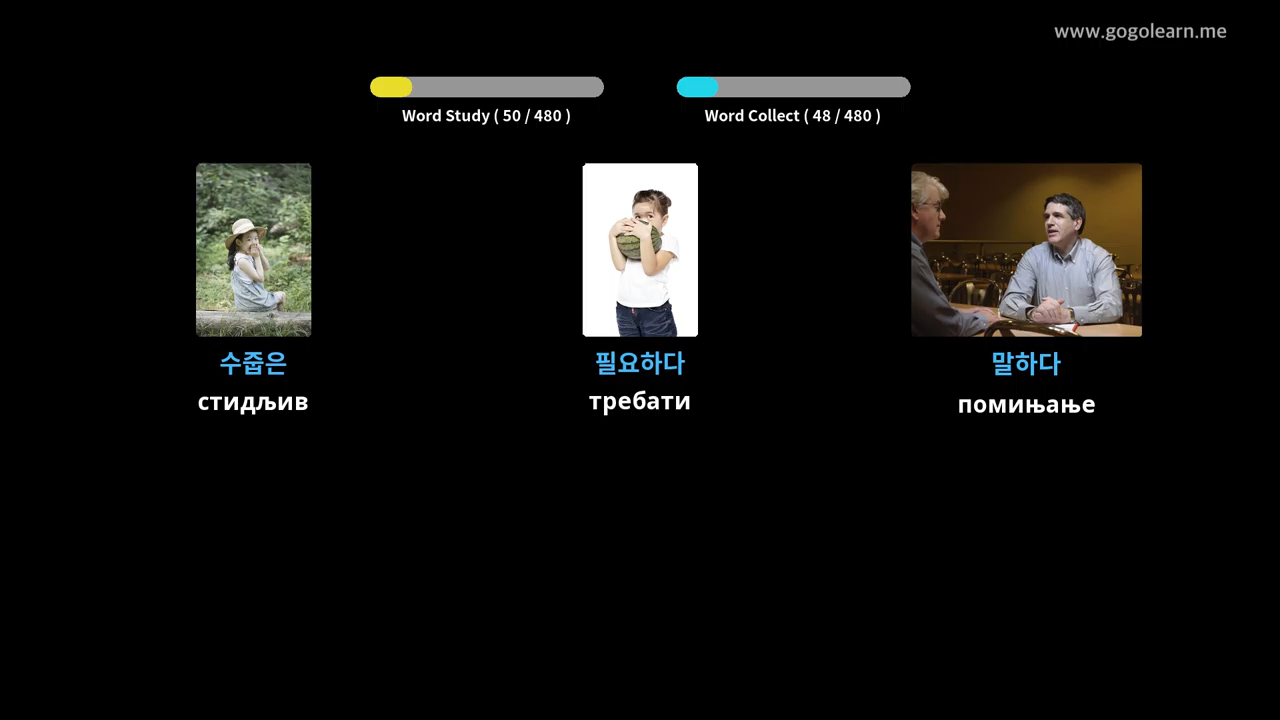 www.gogolearn.me
Word Study ( 50 / 480 )
Word Collect ( 48 / 480 )
수줍은
필요하다
말하다
стидљив
требати
помињање